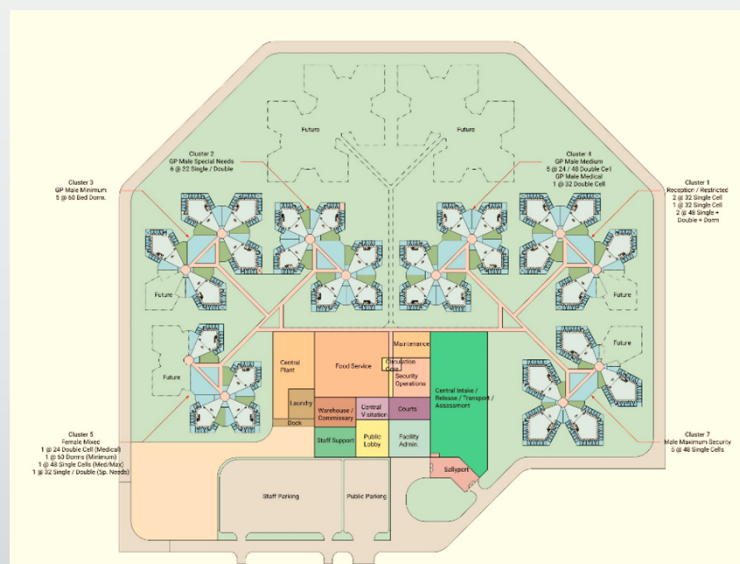 Future
Future
Cluster 2
GP Male Special Needs
6 @ 32 Single / Double
Cluster 4
GP Male Medium
5 @ 24 / 48 Double Cell
GP Male Medical
1 @ 32 Double Cell
Cluster 3
GP Male Minimum
5 @ 60 Bed Dorm.
Cluster 1
Reception / Restricted
2 @ 32 Single Cell
1 @ 32 Single Cell
2 @ 48 Single +
Double + Dorm
Future
Future
Future
Central
Plant
Food Service
Maintenance
Circulation
Core
Security
Operations
Central Intake /
Release / Transport /
Assessment
Laundry
Dock
Warehouse /
Commissary
Central
Visitation
Courts
Staff Support
Public
Lobby
Facility
Admin.
Sallyport
Staff Parking
Public Parking
Cluster 5
Female Mixed
1 @ 24 Double Cell (Medical)
1 @ 50 Dorms (Minimum)
1 @ 48 Single Cells (Med/Max)
1 @ 32 Single / Double (Sp. Needs)
Cluster 7
Male Maximum-Security
5 @ 48 Single Cells